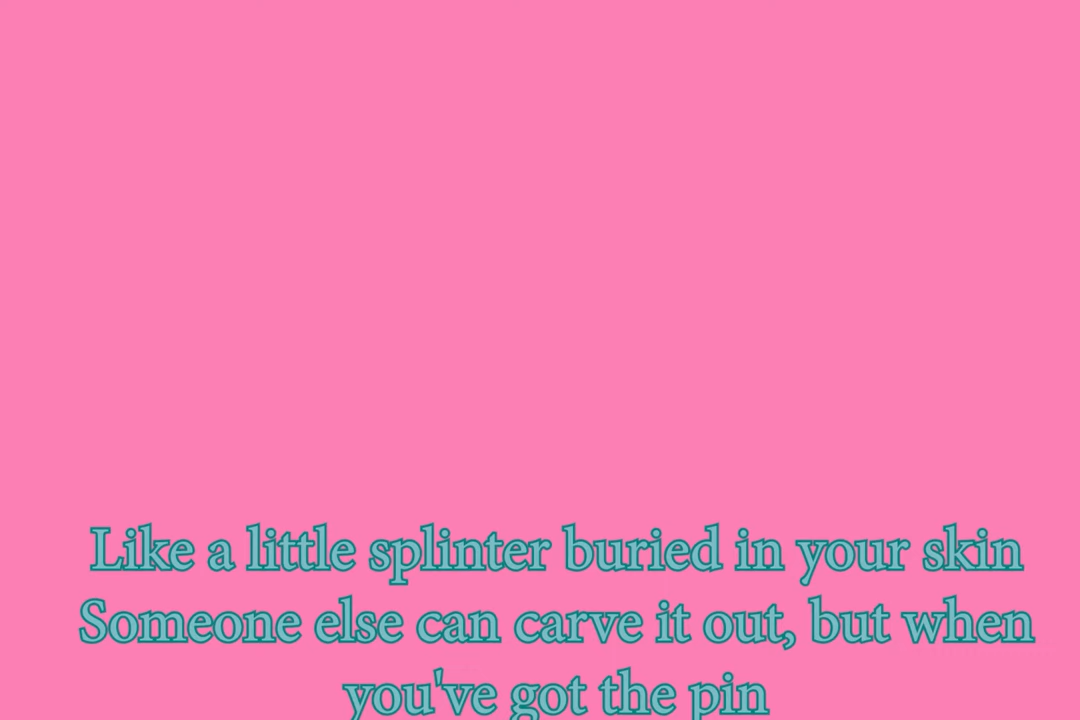 Like a little splinter buried in your skin
Someone else can carve it out, but when
you've got the pin